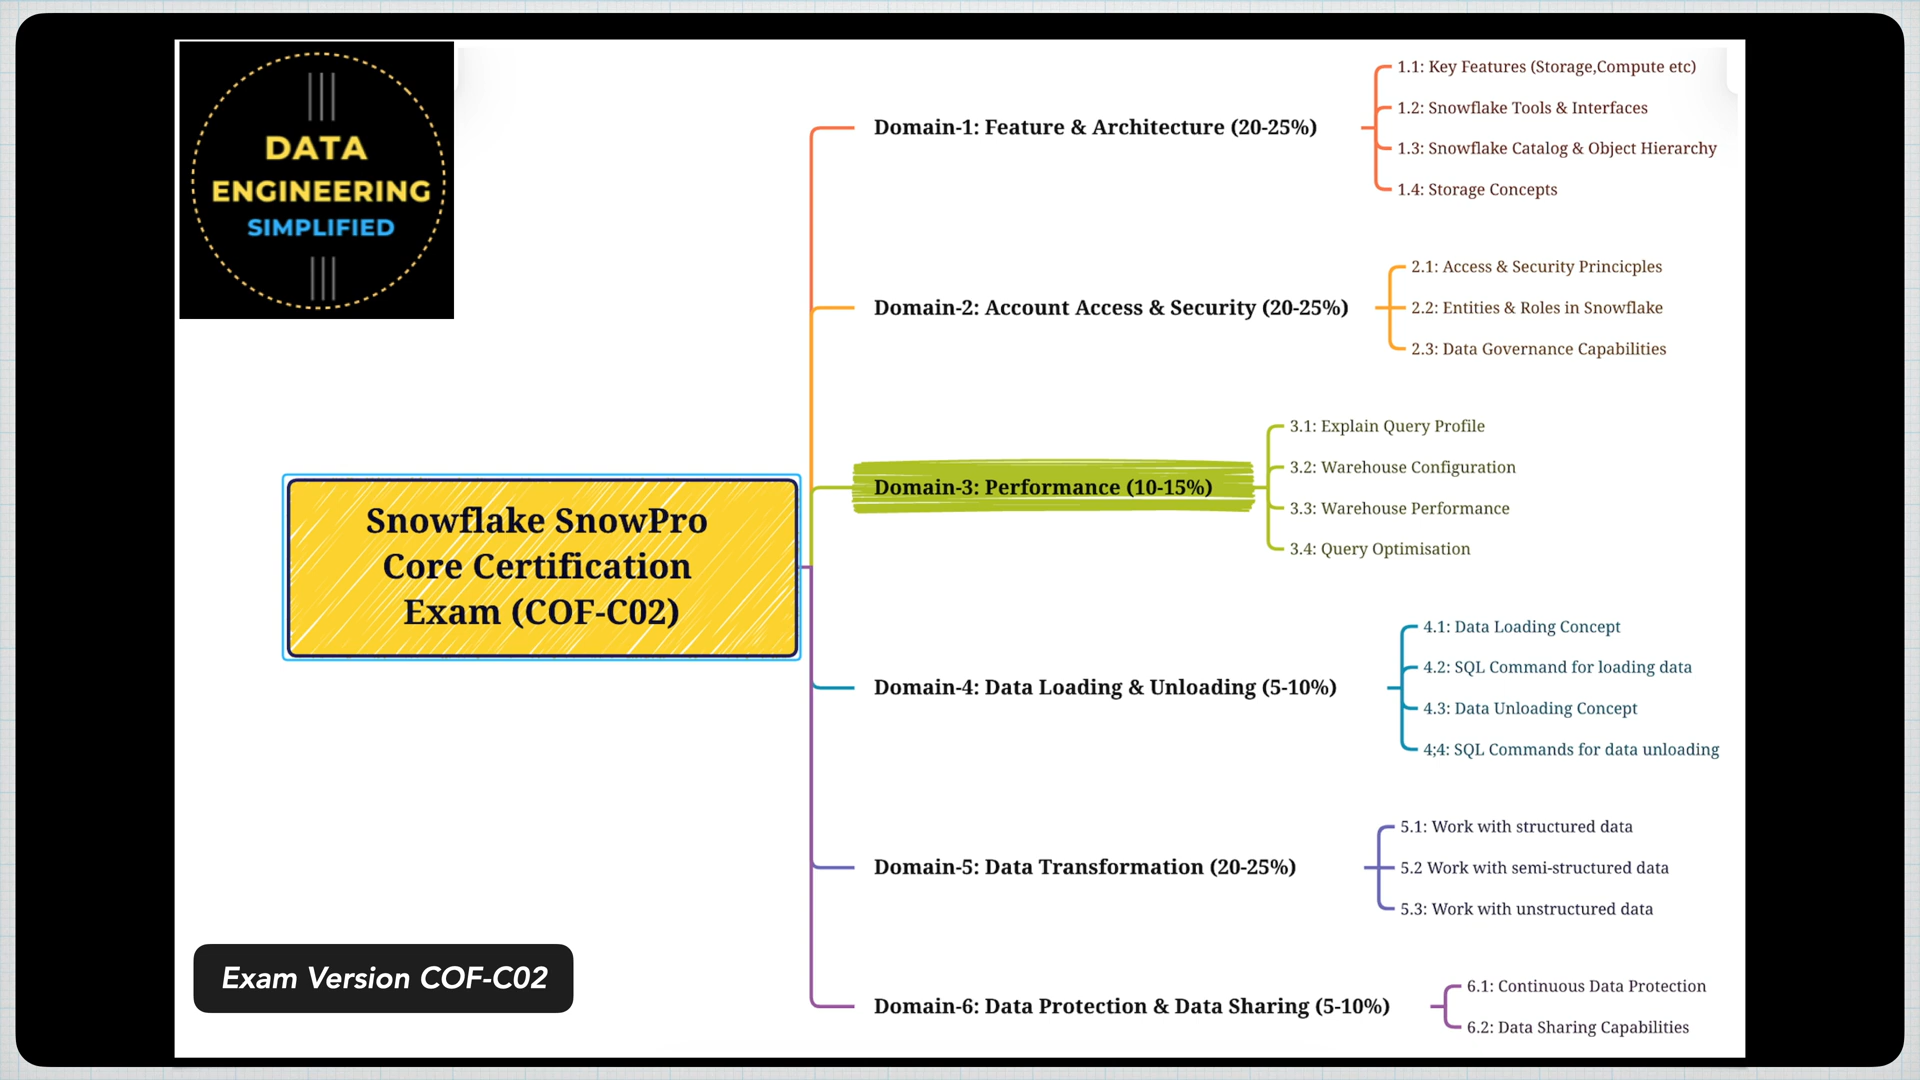 DATA
ENGINEERING
SIMPLIFIED
Snowflake SnowPro
Core Certification
Exam (COF-C02)
Domain-1: Feature & Architecture (20-25%)
1.1: Key Features (Storage,Compute etc)
1.2: Snowflake Tools & Interfaces
1.3: Snowflake Catalog & Object Hierarchy
1.4: Storage Concepts
Domain-2: Account Access & Security (20-25%)
2.1: Access & Security Princicples
2.2: Entities & Roles in Snowflake
2.3: Data Governance Capabilities
Domain-3: Performance (10-15%)
3.1: Explain Query Profile
3.2: Warehouse Configuration
3.3: Warehouse Performance
3.4: Query Optimisation
Domain-4: Data Loading & Unloading (5-10%)
4.1: Data Loading Concept
4.2: SQL Command for loading data
4.3: Data Unloading Concept
4;4: SQL Commands for data unloading
Domain-5: Data Transformation (20-25%)
5.1: Work with structured data
5.2 Work with semi-structured data
5.3: Work with unstructured data
Domain-6: Data Protection & Data Sharing (5-10%)
6.1: Continuous Data Protection
6.2: Data Sharing Capabilities
Exam Version COF-C02